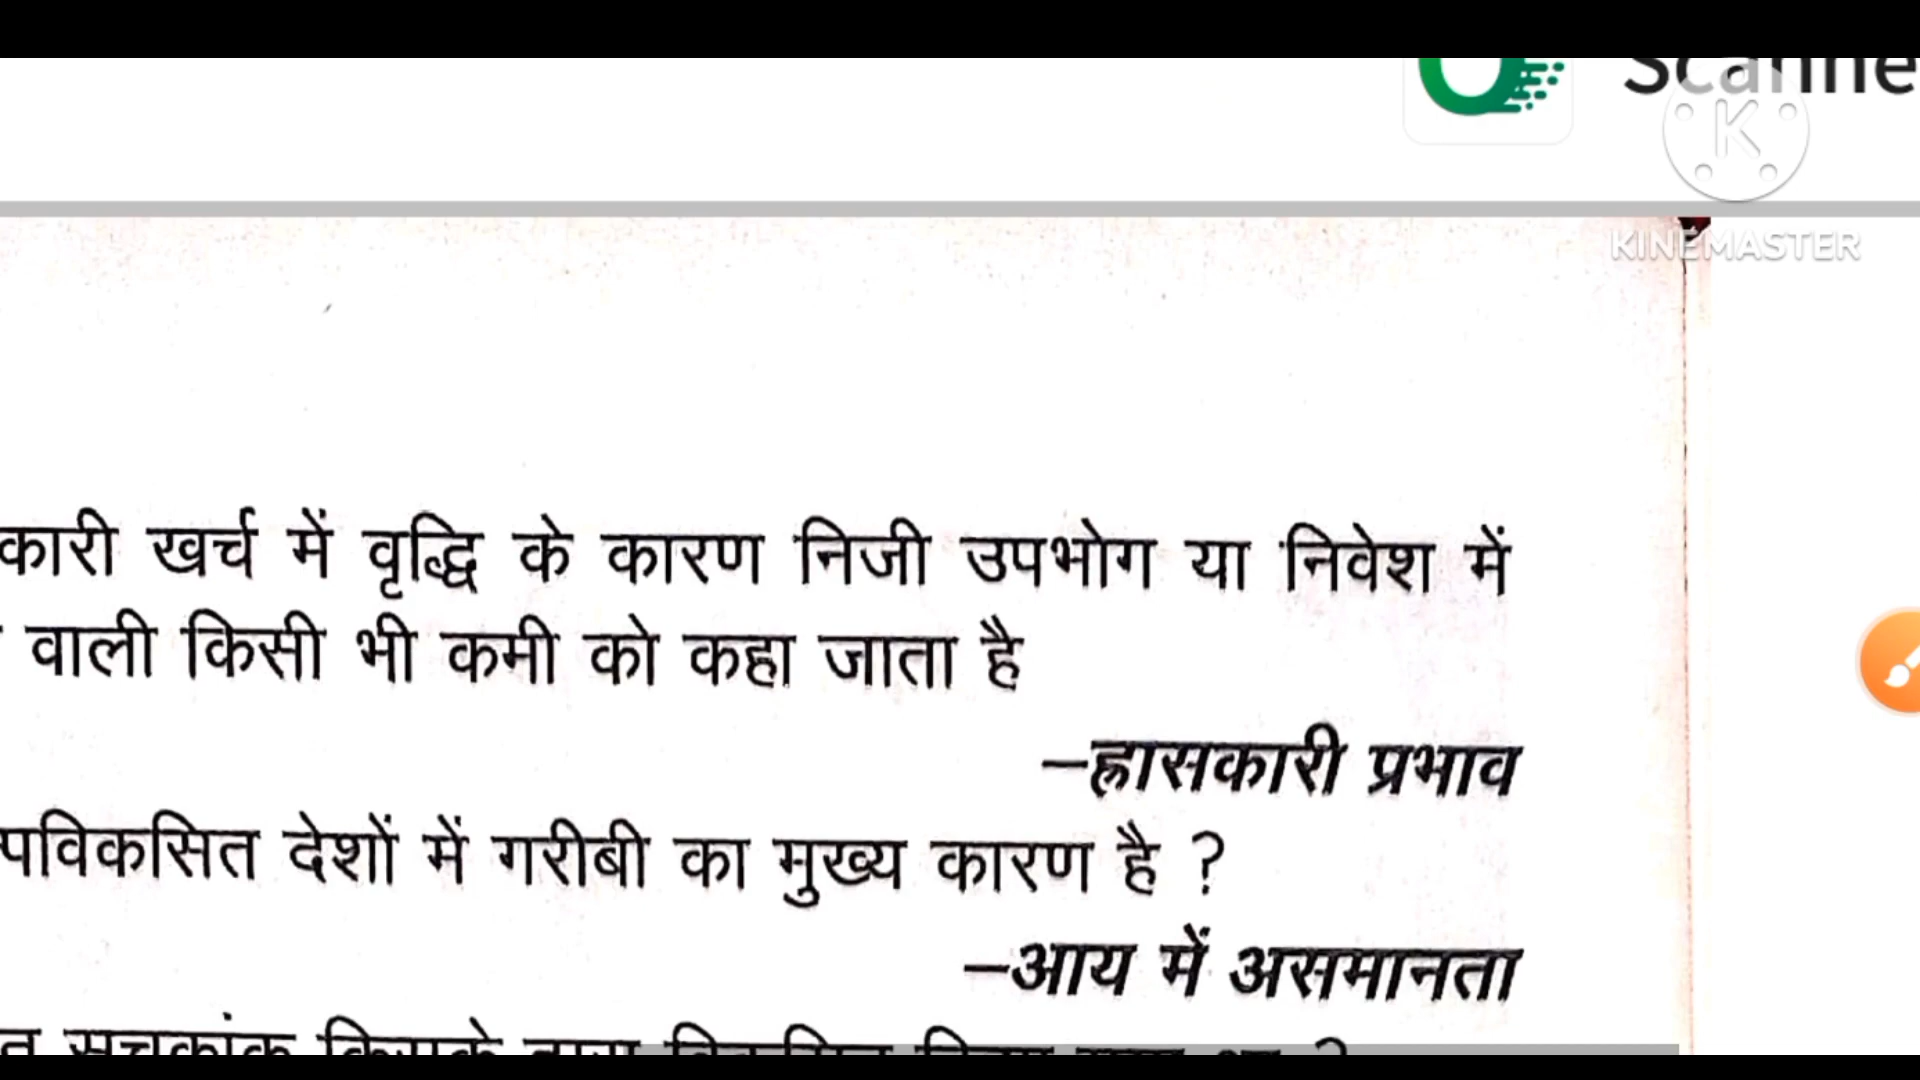 Scanne
K
KINEMASTER
कारी खर्च में वृद्धि के कारण निजी उपभोग या निवेश में
वाली किसी भी कमी को कहा जाता है
–ह्रासकारी प्रभाव
पविकसित देशों में गरीबी का मुख्य कारण है ?
–आय में असमानता